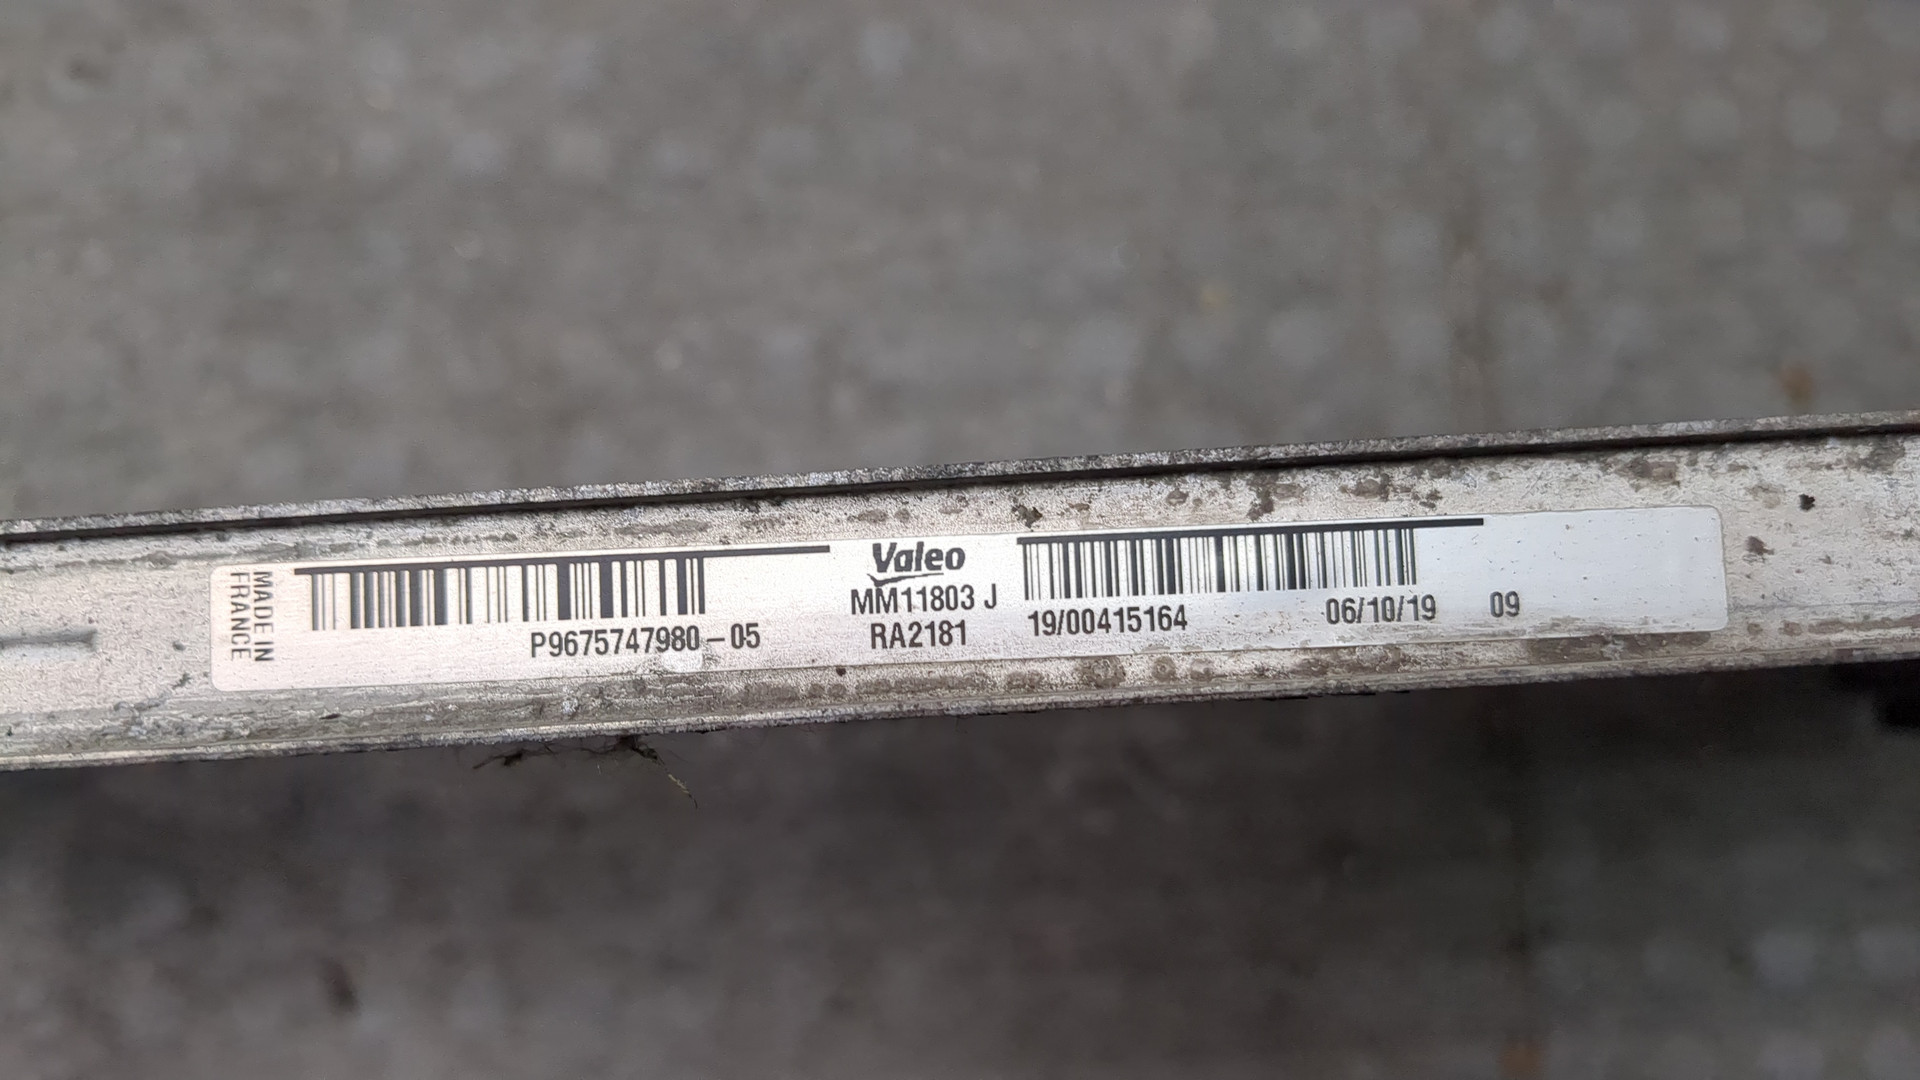 MADE IN
FRANCE
P9675747980-05
Valeo
MM11803 J
RA2181
19/00415164 06/10/19 09